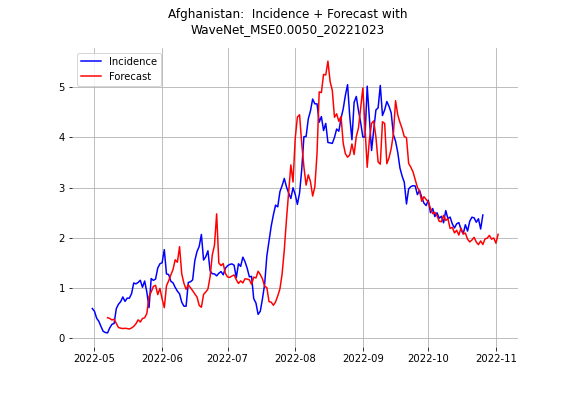 Afghanistan:  Incidence + Forecast with
WaveNet_MSE0.0050_20221023
Incidence
Forecast
5
4
3
2
1
0
2022-05 2022-06 2022-07 2022-08 2022-09 2022-10 2022-11